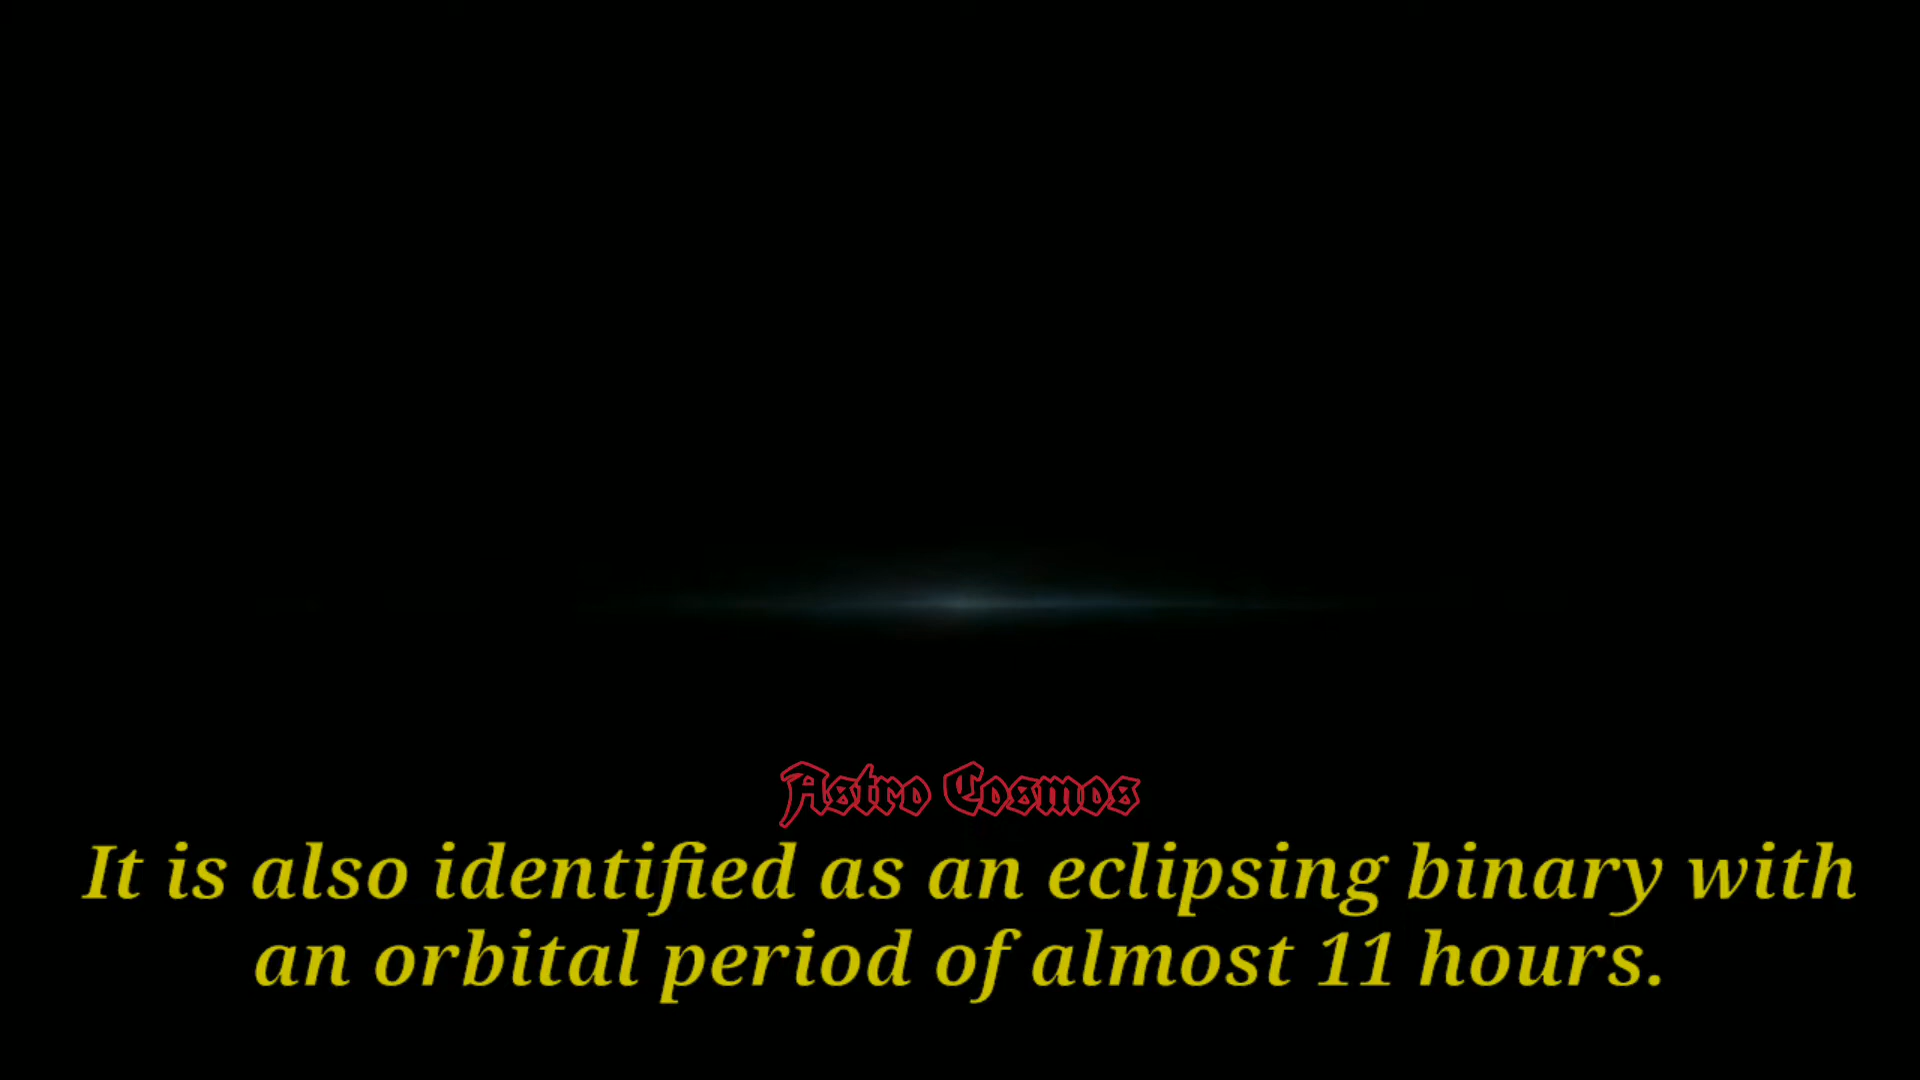 Astro Cosmos
It is also identified as an eclipsing binary with
an orbital period of almost 11 hours.